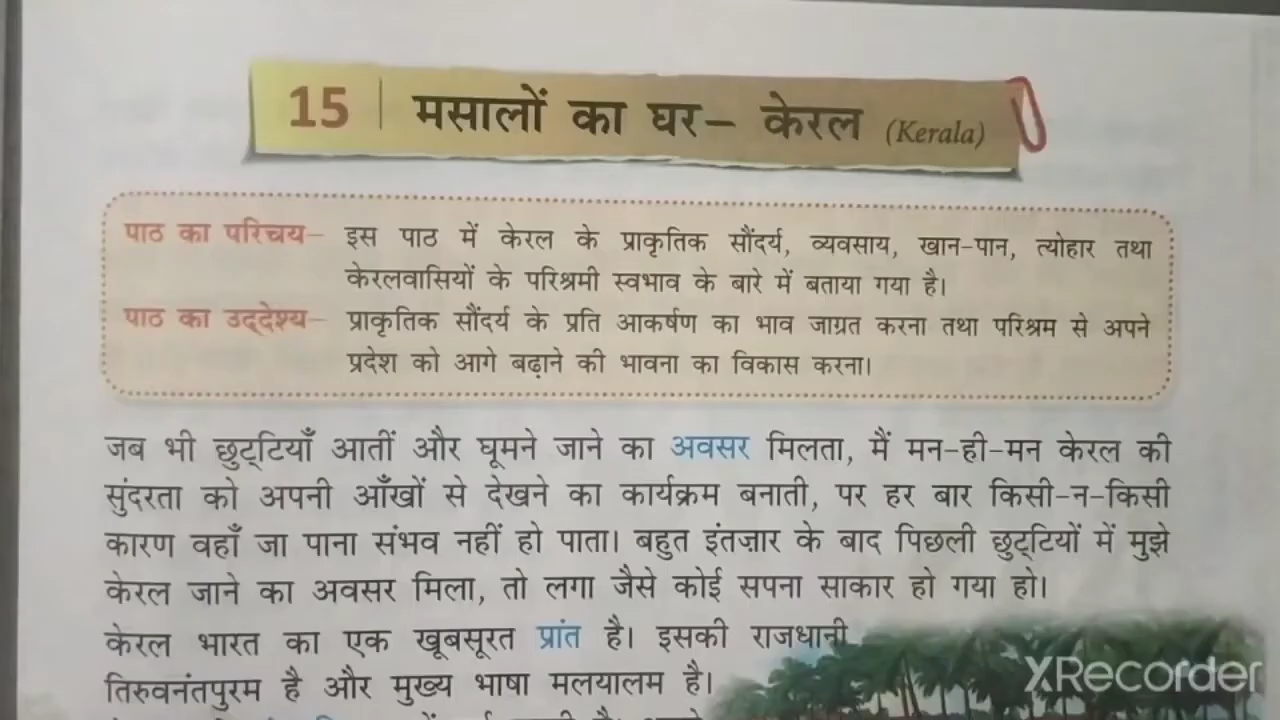 15 मसालों का घर– केरल (Kerala)
पाठ का परिचय– इस पाठ में केरल के प्राकृतिक सौंदर्य, व्यवसाय, खान-पान, त्योहार तथा
केरलवासियों के परिश्रमी स्वभाव के बारे में बताया गया है।
पाठ का उद्देश्य– प्राकृतिक सौंदर्य के प्रति आकर्षण का भाव जाग्रत करना तथा परिश्रम से अपने
प्रदेश को आगे बढ़ाने की भावना का विकास करना।
जब भी छुट्टियाँ आतीं और घूमने जाने का अवसर मिलता, मैं मन-ही-मन केरल की
सुंदरता को अपनी आँखों से देखने का कार्यक्रम बनाती, पर हर बार किसी-न-किसी
कारण वहाँ जा पाना संभव नहीं हो पाता। बहुत इंतज़ार के बाद पिछली छुट्टियों में मुझे
केरल जाने का अवसर मिला, तो लगा जैसे कोई सपना साकार हो गया हो।
केरल भारत का एक खूबसूरत प्रांत है। इसकी राजधानी
तिरुवनंतपुरम है और मुख्य भाषा मलयालम है।
XRecorder